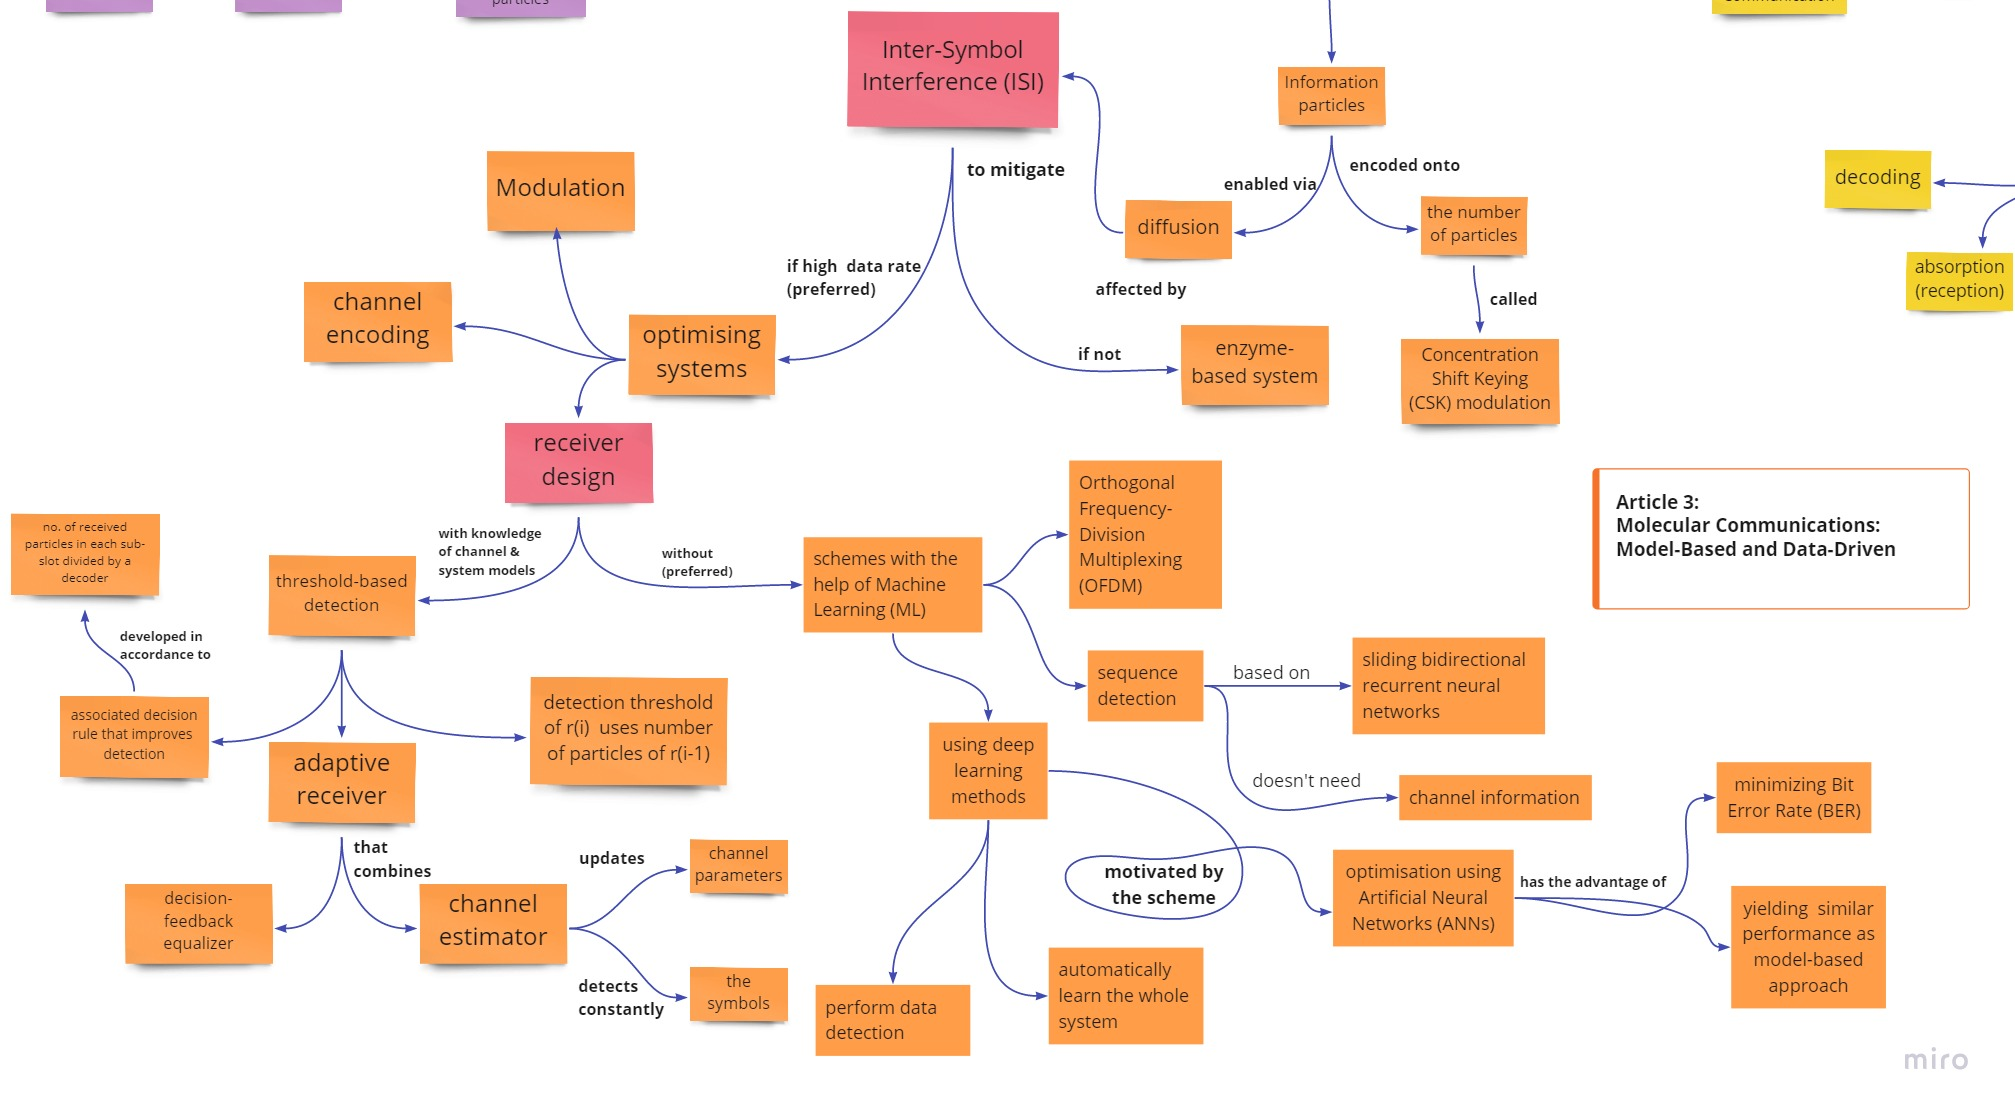 particles
Inter-Symbol
Interference (ISI)
Information
particles
to mitigate
enabled via
encoded onto
Modulation
decoding
diffusion
the number
of particles
if high  data rate
(preferred)
affected by
called
absorption
(reception)
channel
encoding
optimising
systems
if not
enzyme-
based system
Concentration
Shift Keying
(CSK) modulation
receiver
design
Article 3:
Molecular Communications:
Model-Based and Data-Driven
no. of received
particles in each sub-
slot divided by a
decoder
with knowledge
of channel &
system models
without
(preferred)
threshold-based
detection
schemes with the
help of Machine
Learning (ML)
Orthogonal
Frequency-
Division
Multiplexing
(OFDM)
developed in
accordance to
sequence
detection
based on
sliding bidirectional
recurrent neural
networks
associated decision
rule that improves
detection
detection threshold
of r(i)  uses number
of particles of r(i-1)
adaptive
receiver
using deep
learning
methods
doesn't need
channel information
minimizing Bit
Error Rate (BER)
that
combines
updates
channel
parameters
motivated by
the scheme
optimisation using
Artificial Neural
Networks (ANNs)
has the advantage of
yielding  similar
performance as
model-based
approach
decision-
feedback
equalizer
channel
estimator
detects
constantly
the
symbols
perform data
detection
automatically
learn the whole
system
miro